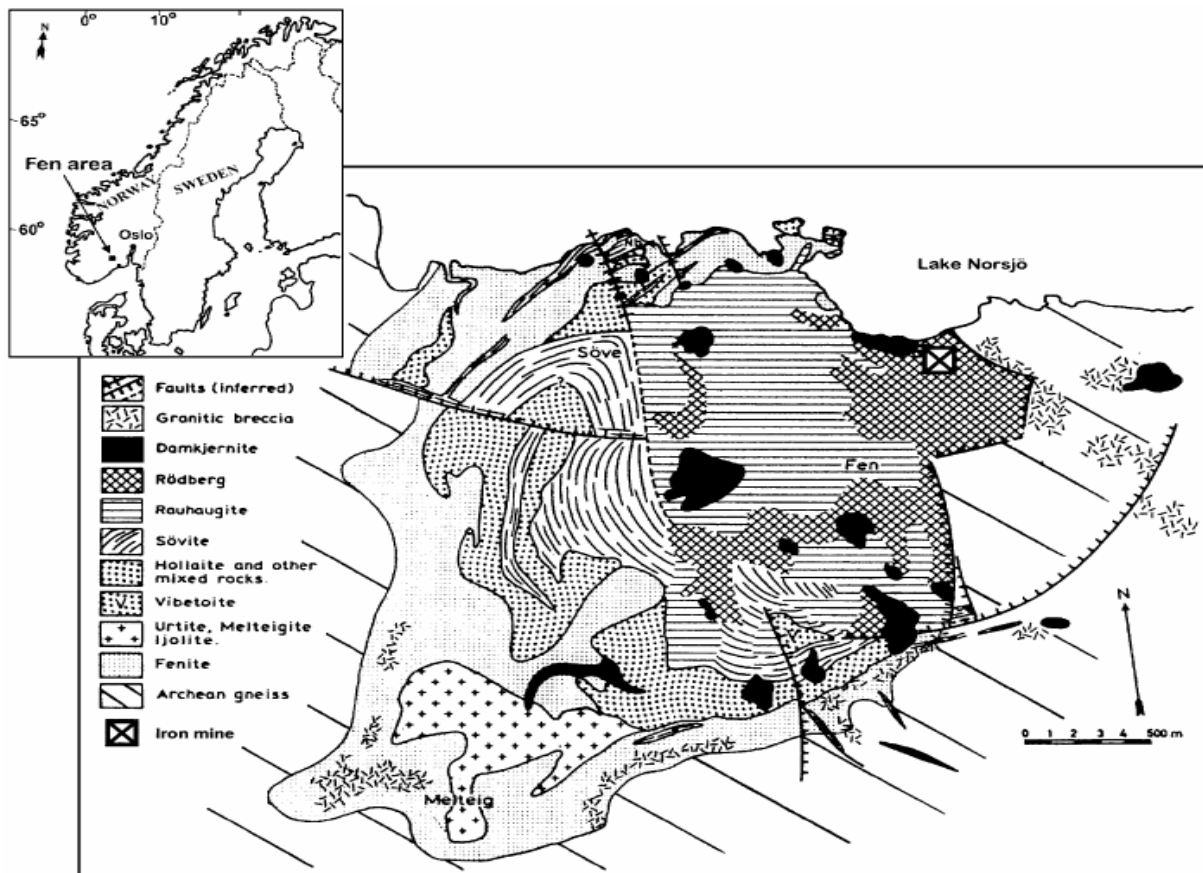 N
0° 10°
65°
Fen area
NORWAY
SWEDEN
60°
Oslo
Lake Norsjö
Söve
Fen
Melteig
Faults (inferred)
Granitic breccia
Damkjernite
Rödberg
Rauhaugite
Sövite
Hollaite and other
mixed rocks.
Vibetoite
Urtite, Melteigite
Ijolite.
Fenite
Archean gneiss
Iron mine
N
0 1 2 3 4 500 m